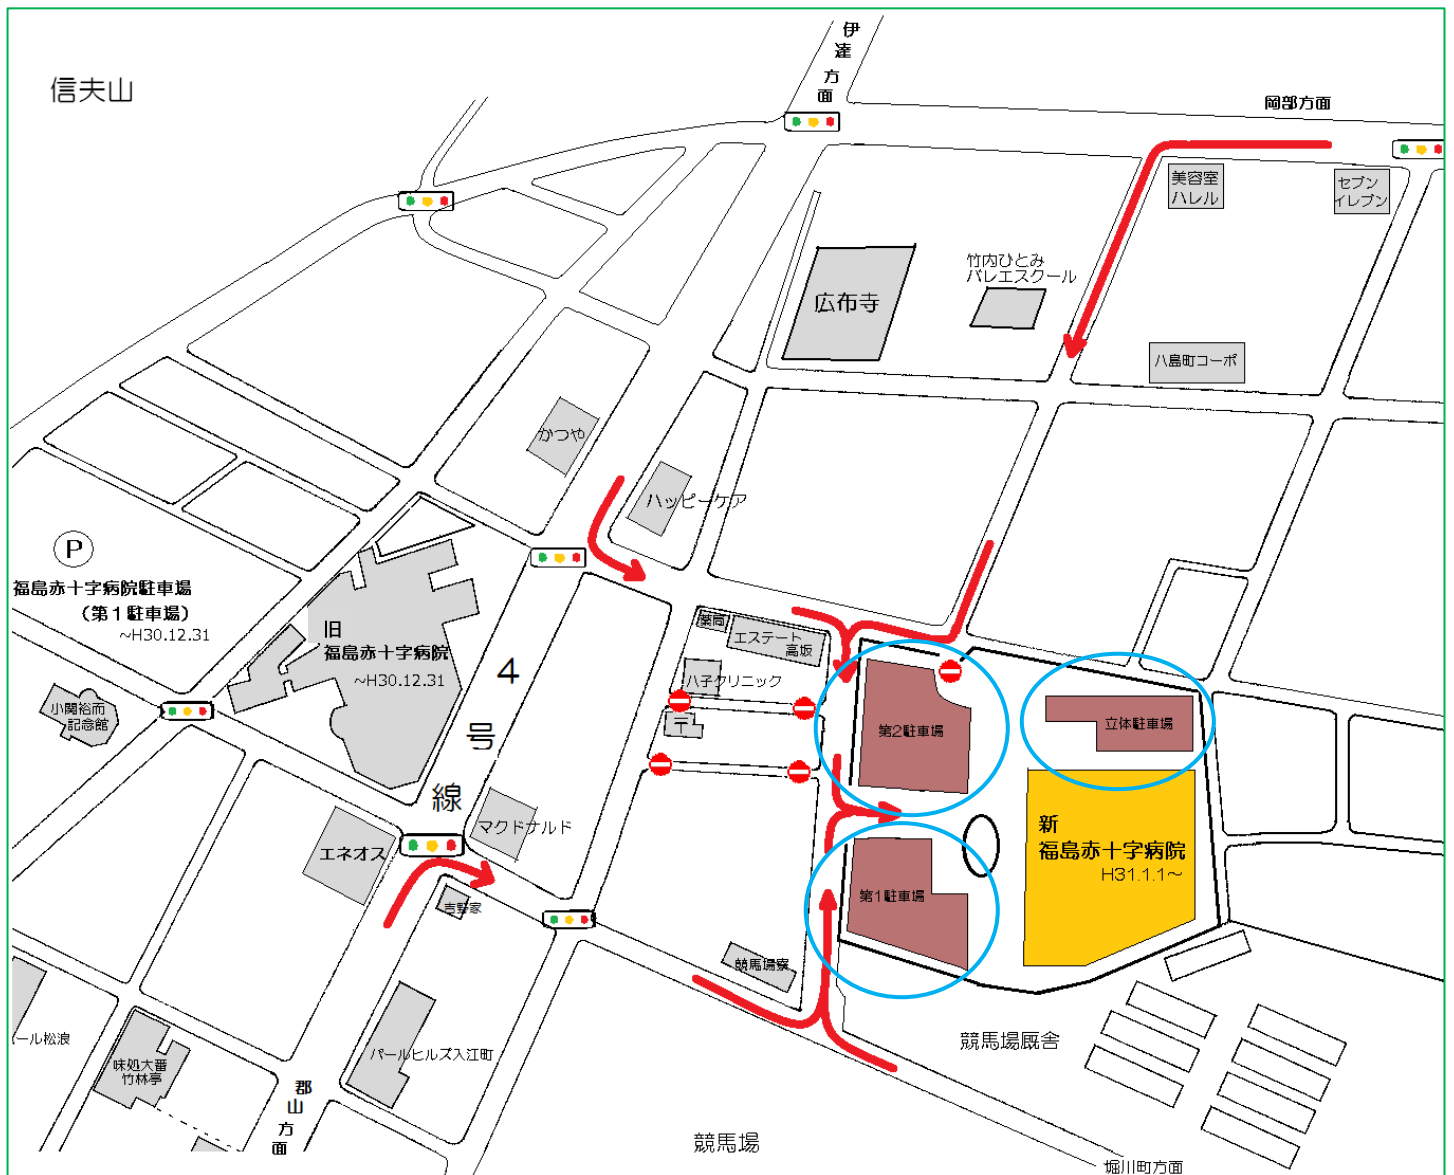 信夫山
伊達方面
岡部方面
美容室
ハレル
セブン
イレブン
竹内ひとみ
バレエスクール
広布寺
八島町コーポ
かつや
ハッピーケア
P
福島赤十字病院駐車場
(第1駐車場)
~H30.12.31
旧
福島赤十字病院
~H30.12.31
4号線
薬局
エステート
高坂
八子クリニック
〒
小関裕而
記念館
第2駐車場
立体駐車場
新
福島赤十字病院
H31.1.1~
第1駐車場
マクドナルド
エネオス
吉野家
競馬場寮
競馬場厩舎
パール松浪
味処大番
竹林亭
パールヒルズ入江町
郡山方面
競馬場
堀川町方面